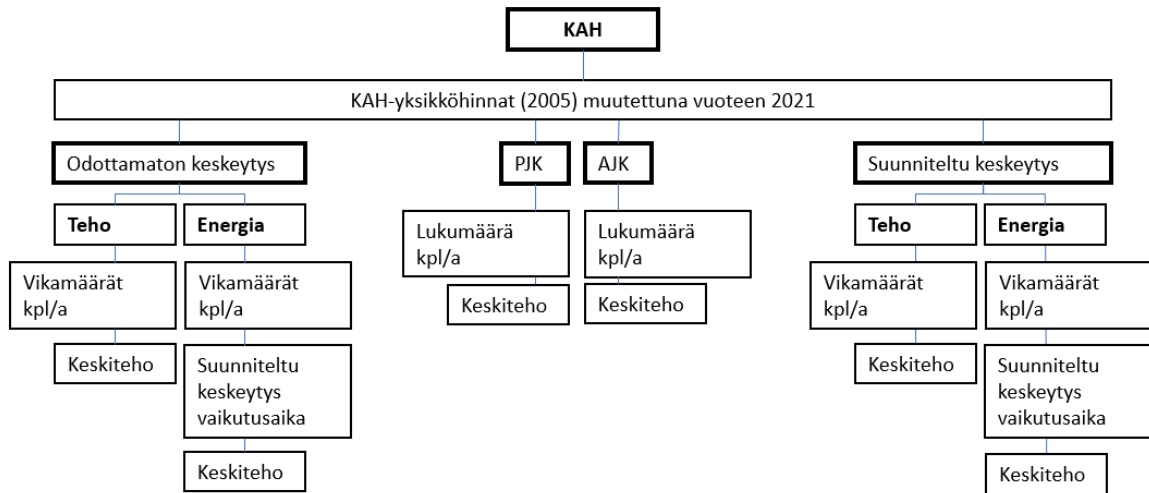 KAH
KAH-yksikköhinnat (2005) muutettuna vuoteen 2021
Odottamaton keskeytys
Teho
Vikamäärät
kpl/a
Keskiteho
Energia
Vikamäärät
kpl/a
Suunniteltu
keskeytys
vaikutusaika
Keskiteho
PJK
Lukumäärä
kpl/a
Keskiteho
AJK
Lukumäärä
kpl/a
Keskiteho
Suunniteltu keskeytys
Teho
Vikamäärät
kpl/a
Keskiteho
Energia
Vikamäärät
kpl/a
Suunniteltu
keskeytys
vaikutusaika
Keskiteho